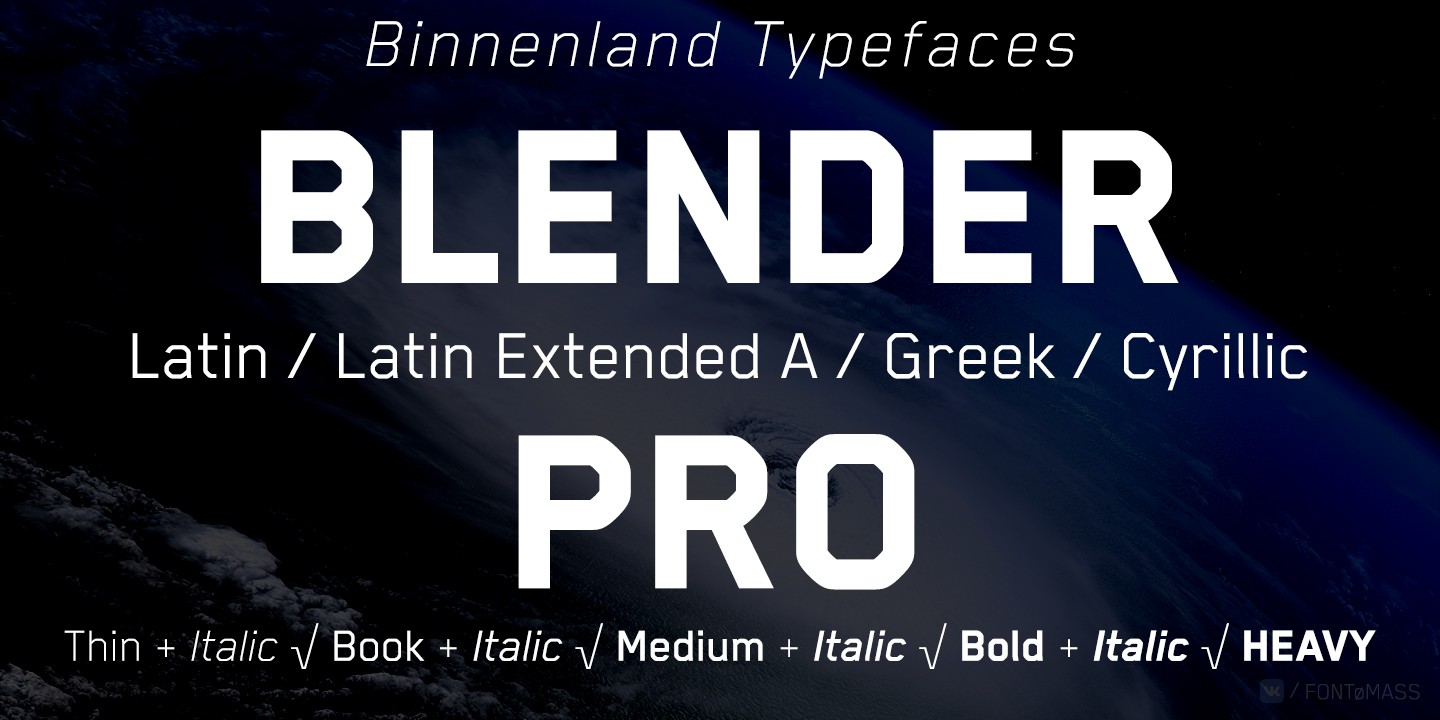 Binnenland Typefaces
BLENDER
Latin / Latin Extended A / Greek / Cyrillic
PRO
Thin + Italic √ Book + Italic √ Medium + Italic √ Bold + Italic √ HEAVY
/ FONTøMASS